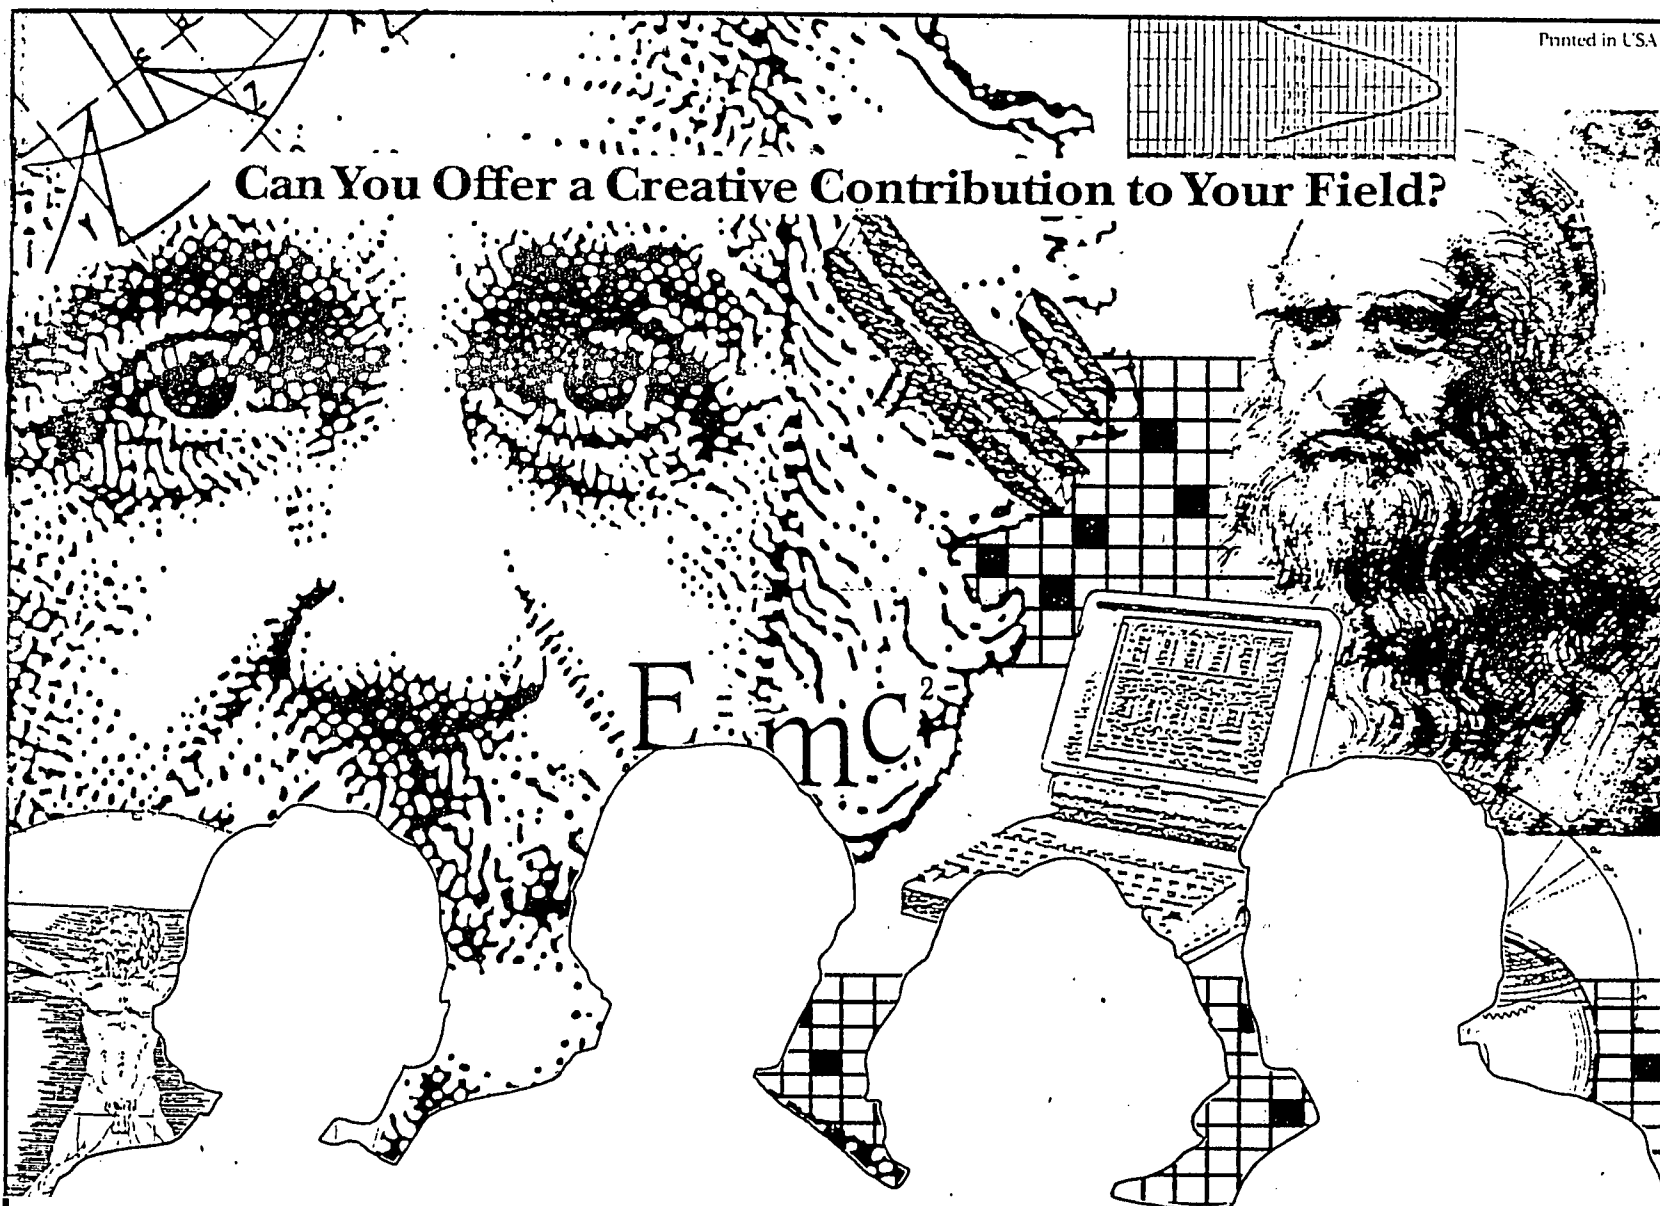 Printed in USA
Can You Offer a Creative Contribution to Your Field?
E = mc²